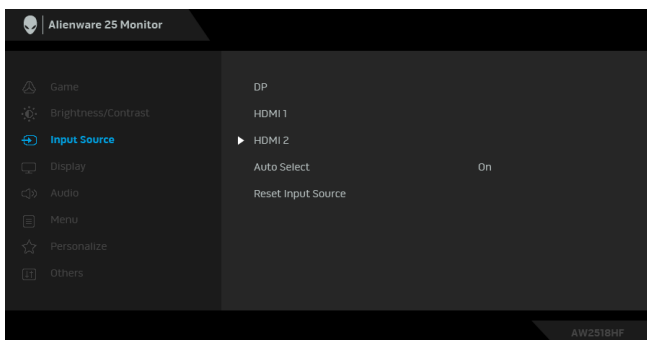 Alienware 25 Monitor
Game
DP
Brightness/Contrast
HDMI 1
Input Source
HDMI 2
Display
Auto Select On
Audio
Reset Input Source
Menu
Personalize
Others
AW2518HF